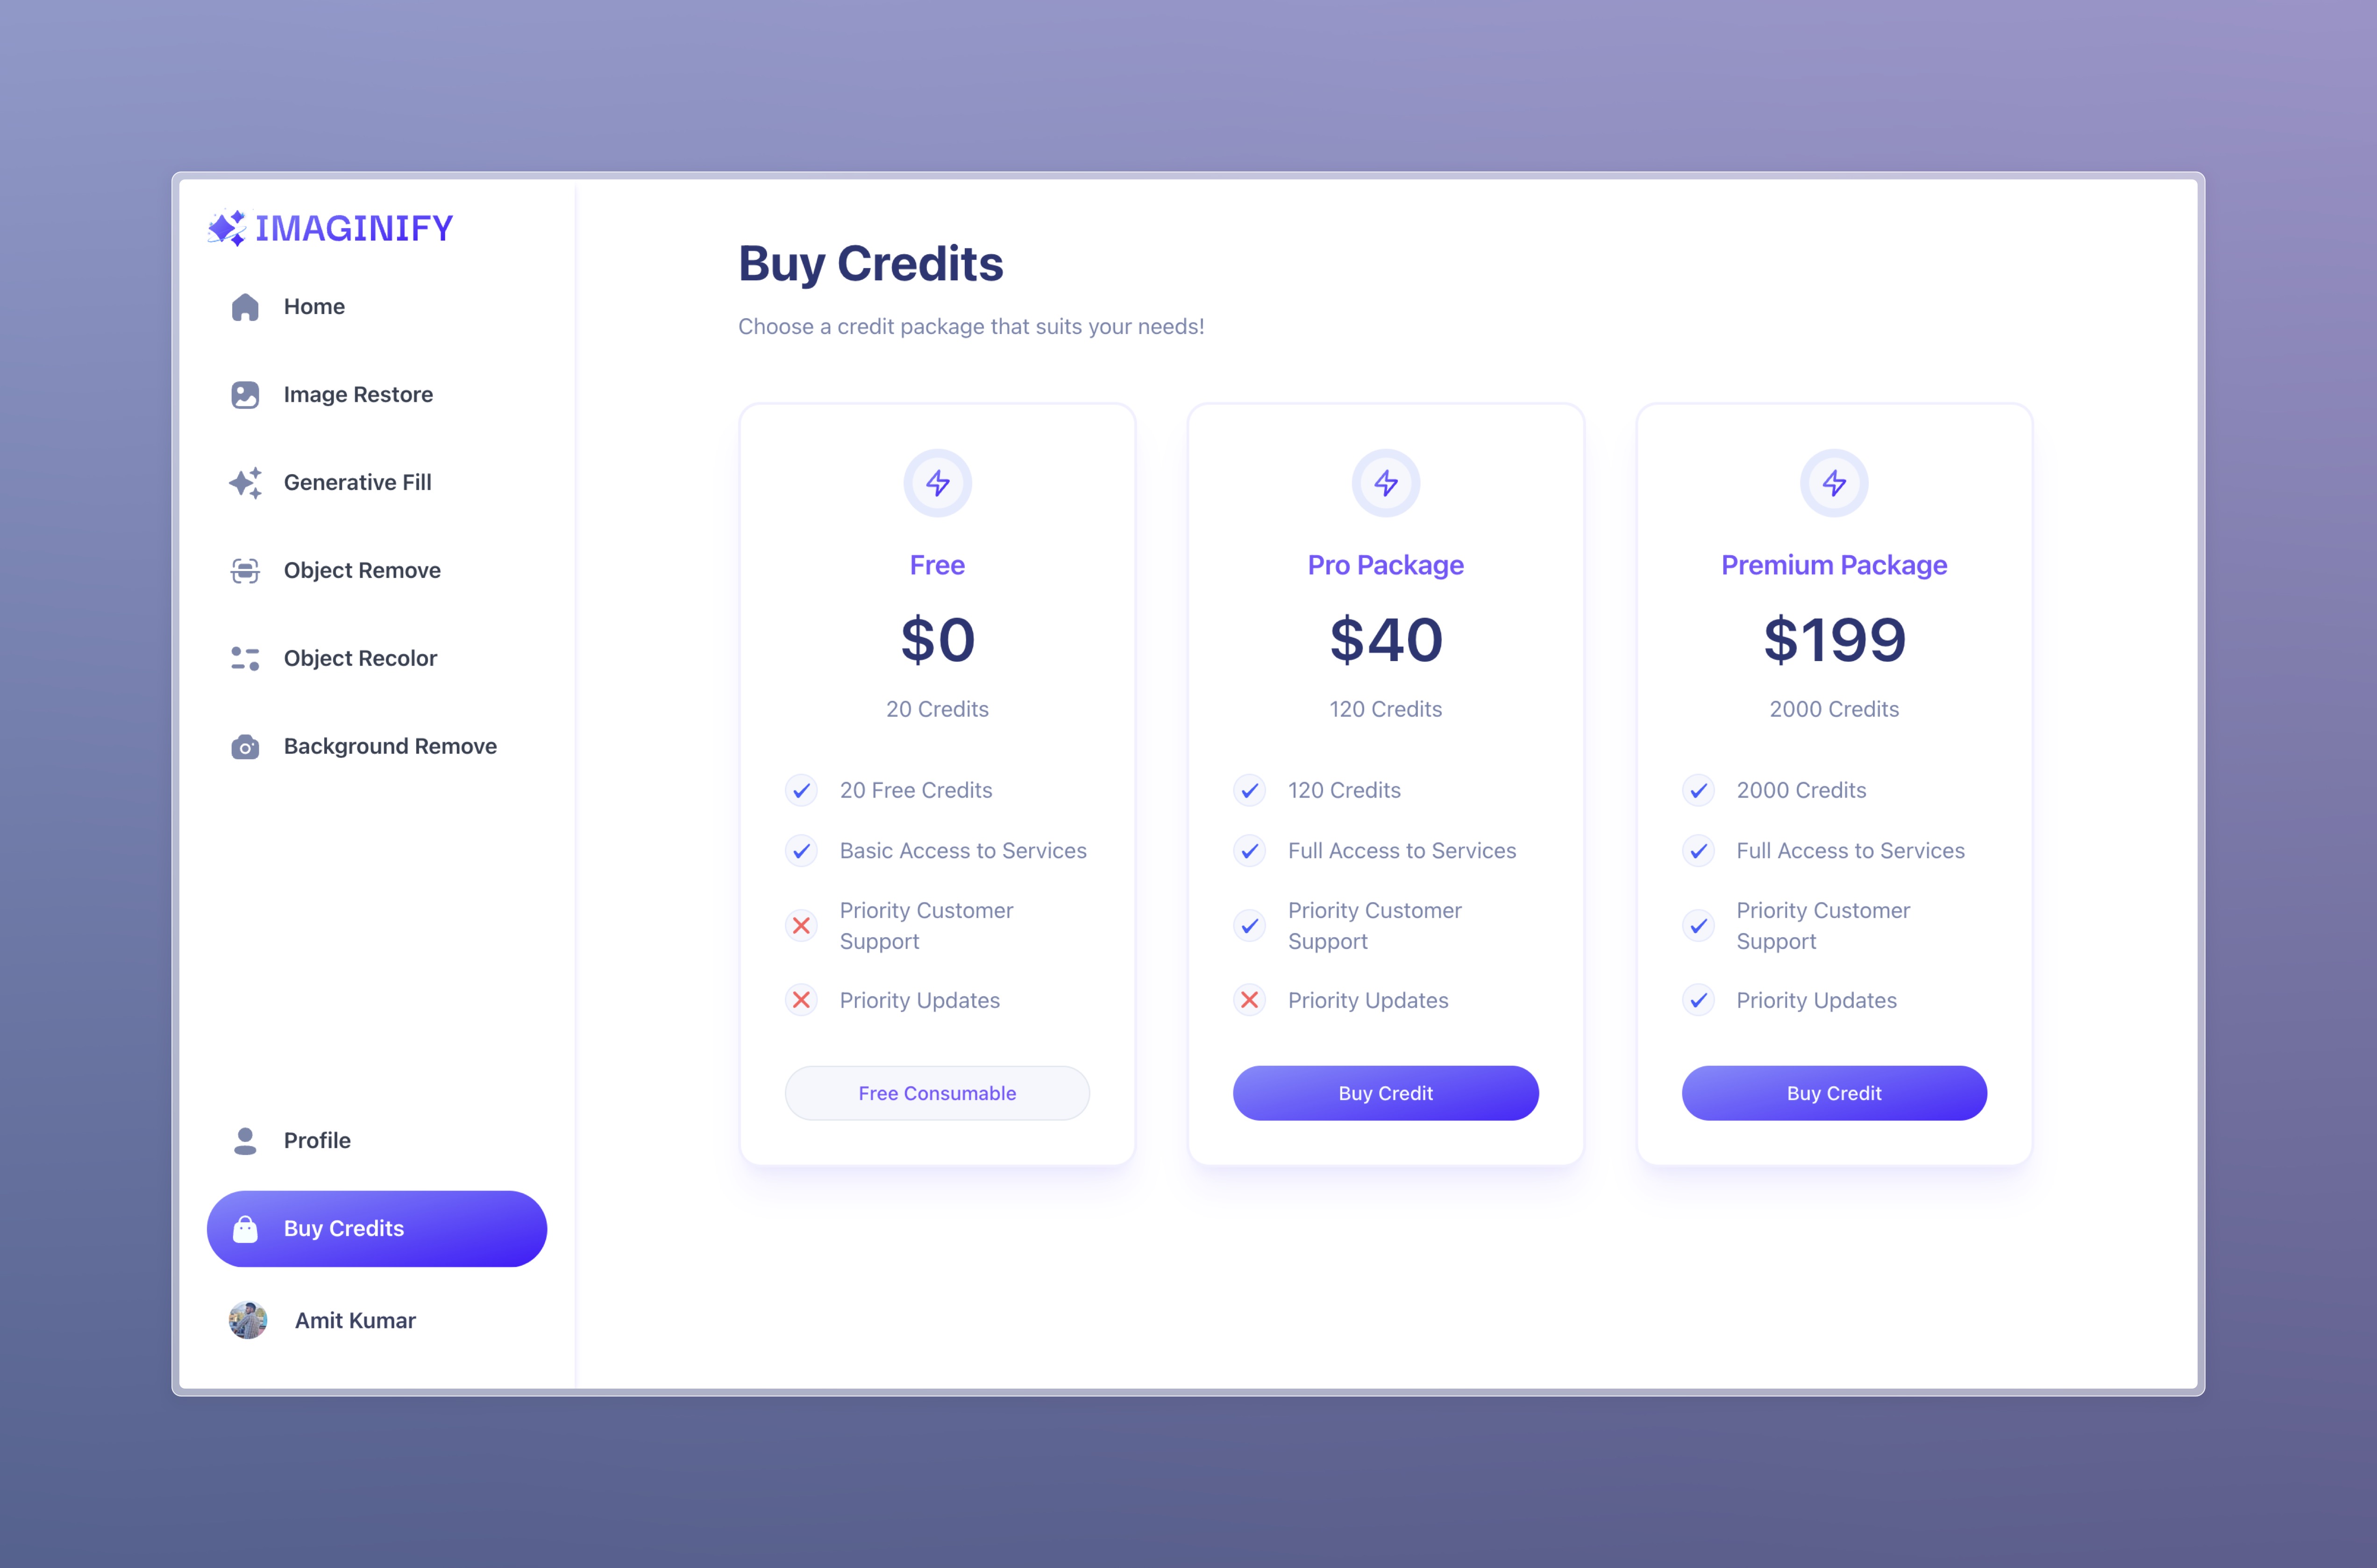 IMAGINIFY
Home
Image Restore
Generative Fill
Object Remove
Object Recolor
Background Remove
Profile
Buy Credits
Amit Kumar
Buy Credits
Choose a credit package that suits your needs!
Free
$0
20 Credits
20 Free Credits
Basic Access to Services
Priority Customer
Support
Priority Updates
Free Consumable
Pro Package
$40
120 Credits
120 Credits
Full Access to Services
Priority Customer
Support
Priority Updates
Buy Credit
Premium Package
$199
2000 Credits
2000 Credits
Full Access to Services
Priority Customer
Support
Priority Updates
Buy Credit